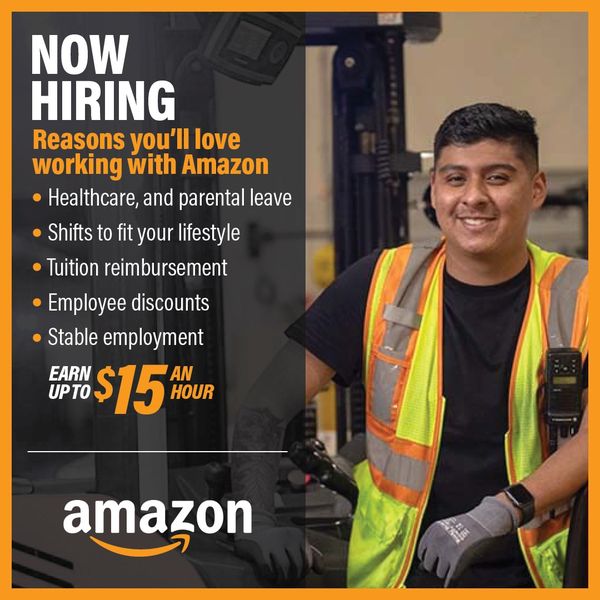 NOW
HIRING
Reasons you'll love
working with Amazon
• Healthcare, and parental leave
• Shifts to fit your lifestyle
• Tuition reimbursement
• Employee discounts
• Stable employment
EARN
UP TO $15 AN
HOUR
amazon